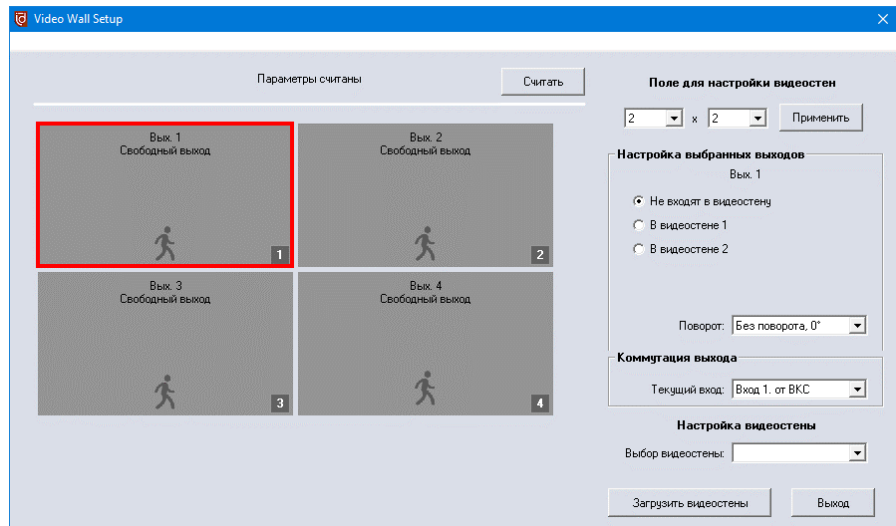 Video Wall Setup
Параметры считаны
Считать
Вых. 1
Свободный выход
1
Вых. 2
Свободный выход
2
Вых. 3
Свободный выход
3
Вых. 4
Свободный выход
4
Поле для настройки видеостен
2 x 2 Применить
Настройка выбранных выходов
Вых. 1
Не входят в видеостену
В видеостене 1
В видеостене 2
Поворот: Без поворота, 0°
Коммутация выхода
Текущий вход: Вход 1. от ВКС
Настройка видеостены
Выбор видеостены:
Загрузить видеостены
Выход